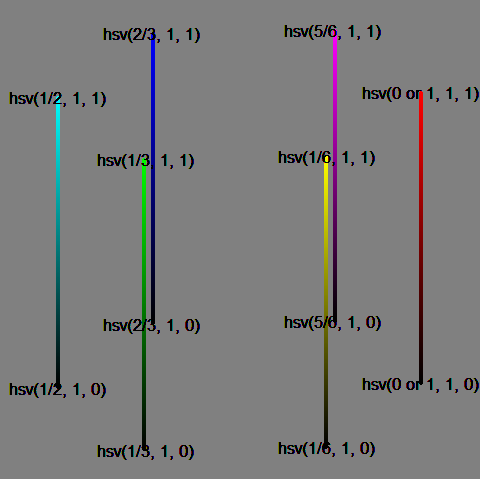 hsv(2/3, 1, 1)
hsv(5/6, 1, 1)
hsv(1/2, 1, 1)
hsv(0 or 1, 1, 1)
hsv(1/3, 1, 1)
hsv(1/6, 1, 1)
hsv(2/3, 1, 0)
hsv(5/6, 1, 0)
hsv(1/2, 1, 0)
hsv(0 or 1, 1, 0)
hsv(1/3, 1, 0)
hsv(1/6, 1, 0)